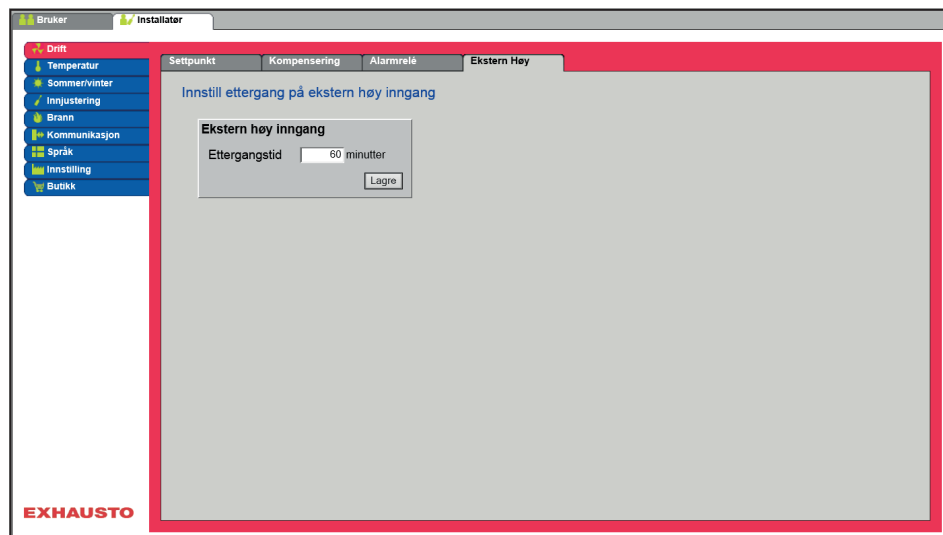 Bruker
Installatør
Drift
Temperatur
Sommer/vinter
Innjustering
Brann
Kommunikasjon
Språk
Innstilling
Butikk
Settpunkt
Kompensering
Alarmrelè
Ekstern Høy
Innstill ettergang på ekstern høy inngang
Ekstern høy inngang
Ettergangstid 60 minutter
Lagre
EXHAUSTO